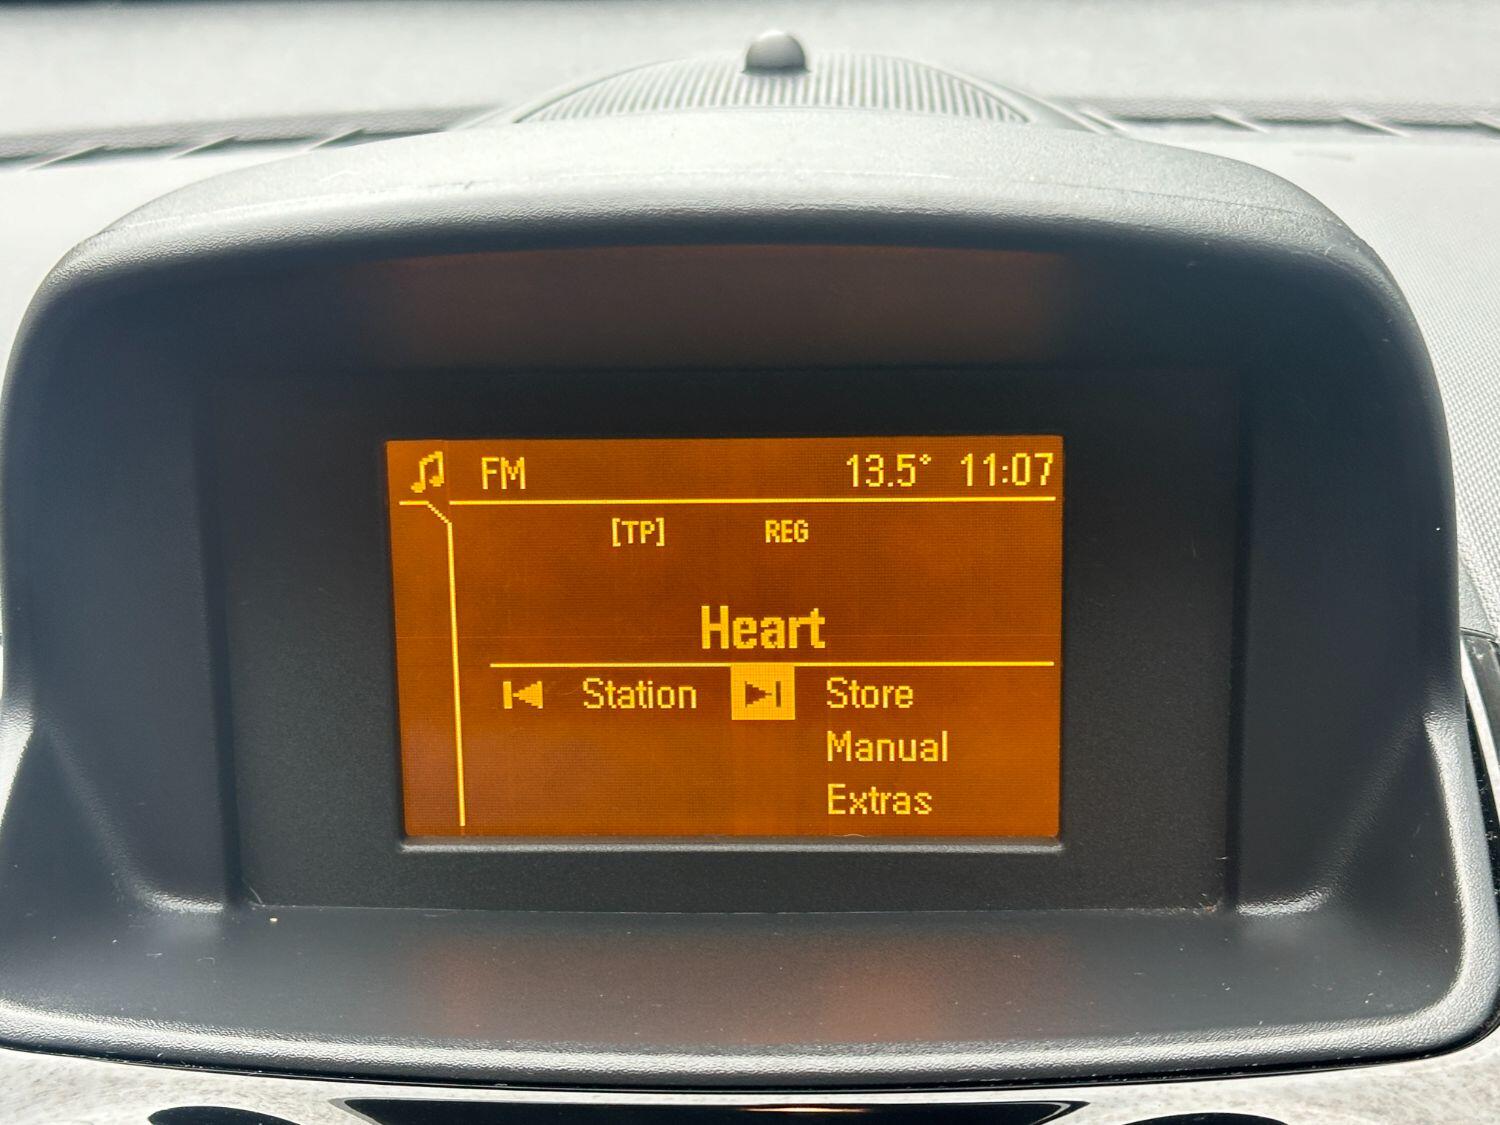 FM 13.5° 11:07
[TP] REG
Heart
Station Store
Manual
Extras